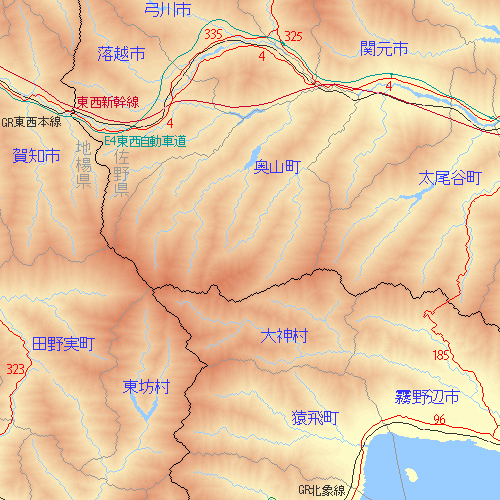 弓川市
335
325
落越市
関元市
4
4
東西新幹線
GR東西本線
4
E4東西自動車道
賀知市
地楊県
佐野県
奥山町
太尾谷町
大神村
田野実町
185
323
東坊村
霧野辺市
猿飛町
96
GR北象線